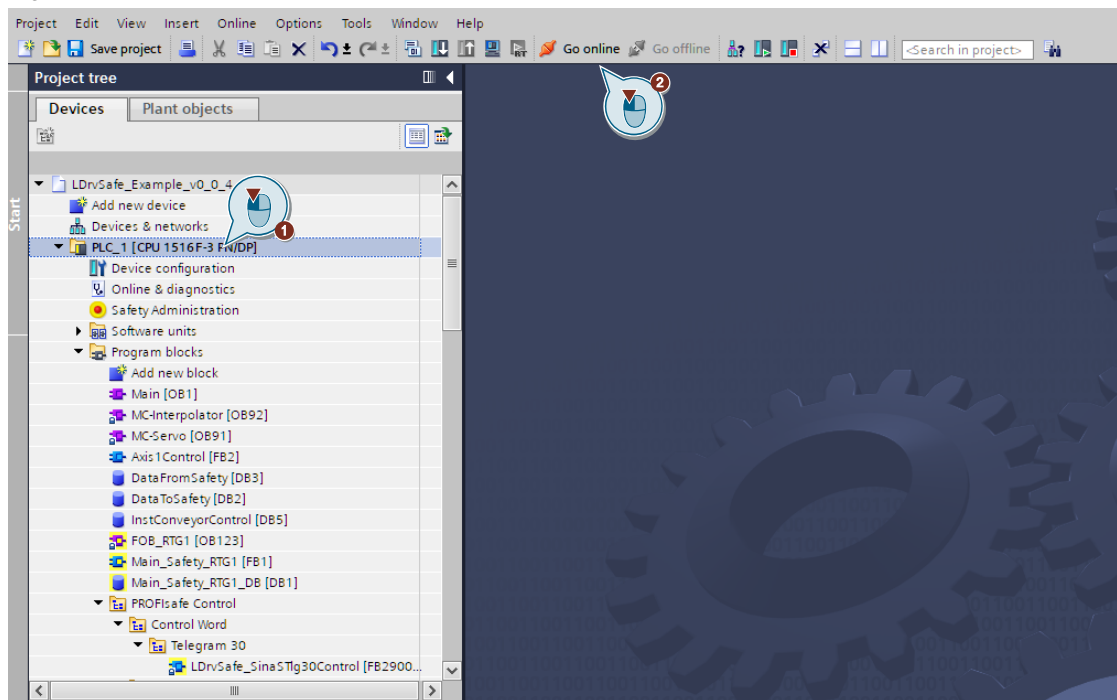 Project Edit View Insert Online Options Tools Window Help
Save project RT Go online Go offline <Search in project>
Project tree
2
Devices Plant objects
Start
LDrvSafe_Example_v0_0_4
Add new device
Devices & networks
1
PLC_1 [CPU 1516F-3 PN/DP]
Device configuration
Online & diagnostics
Safety Administration
Software units
Program blocks
Add new block
Main [OB1]
MC-Interpolator [OB92]
MC-Servo [OB91]
Axis1Control [FB2]
DataFromSafety [DB3]
DataToSafety [DB2]
InstConveyorControl [DB5]
FOB_RTG1 [OB123]
Main_Safety_RTG1 [FB1]
Main_Safety_RTG1_DB [DB1]
PROFIsafe Control
Control Word
Telegram 30
LDrvSafe_SinaSTlg30Control [FB2900...